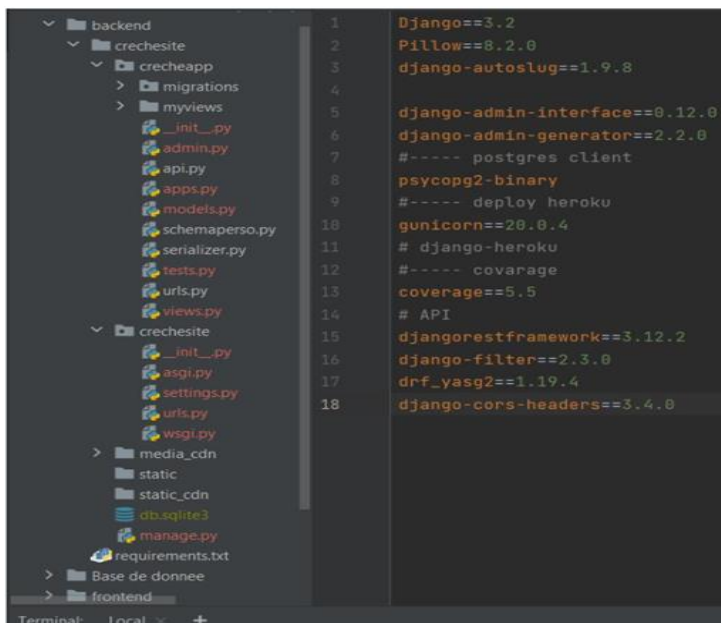 backend
crechesite
crecheapp
migrations
myviews
__init__.py
admin.py
api.py
apps.py
models.py
schemaperso.py
serializer.py
tests.py
urls.py
views.py
crechesite
__init__.py
asgi.py
settings.py
urls.py
wsgi.py
media_cdn
static
static_cdn
db.sqlite3
manage.py
requirements.txt
Base de donnee
frontend
1 Django==3.2
2 Pillow==8.2.0
3 django-autoslug==1.9.8
4
5 django-admin-interface==0.12.0
6 django-admin-generator==2.2.0
7 #----- postgres client
8 psycopg2-binary
9 #----- deploy heroku
10 gunicorn==20.0.4
11 # django-heroku
12 #----- covarage
13 coverage==5.5
14 # API
15 djangorestframework==3.12.2
16 django-filter==2.3.0
17 drf_yasg2==1.19.4
18 django-cors-headers==3.4.0
Terminal: Local × +